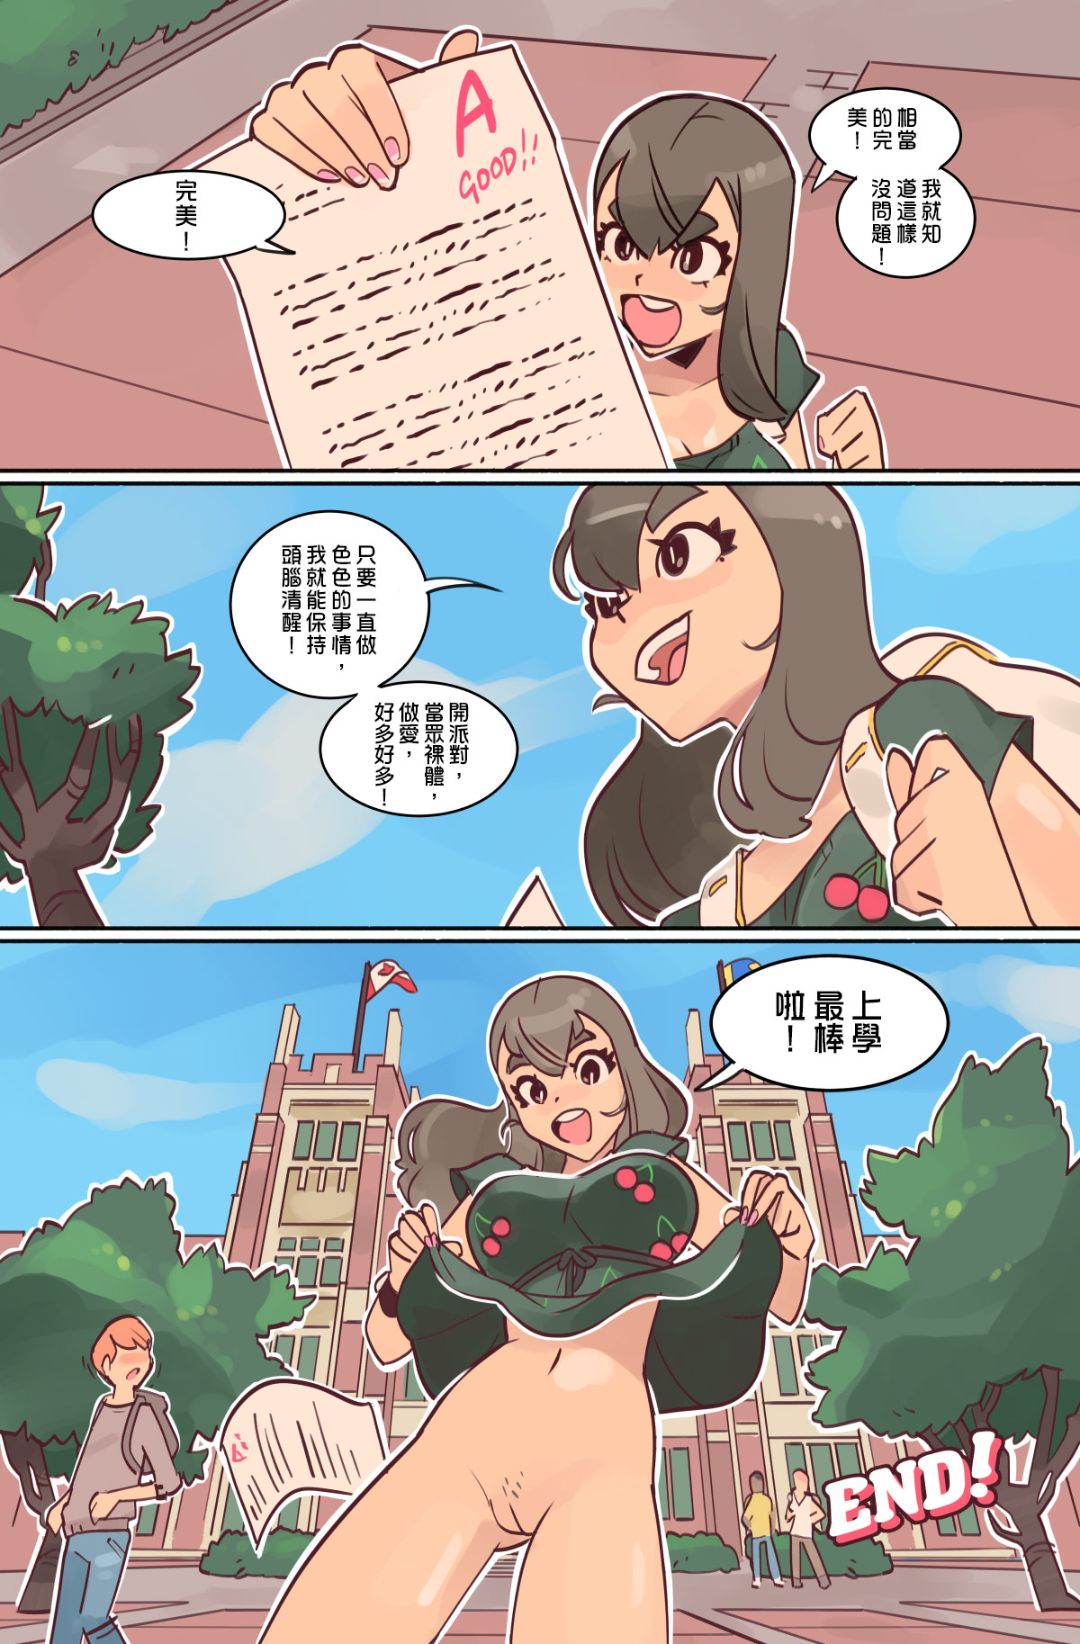 A
GOOD!!
相當
的完
美！
我就知
道這樣
沒問題！
完美！
只要一直做
色色的事情，
我就能保持
頭腦清醒！
開派對，
當眾裸體，
做愛，
好多好多！
上學
最棒
啦！
END!